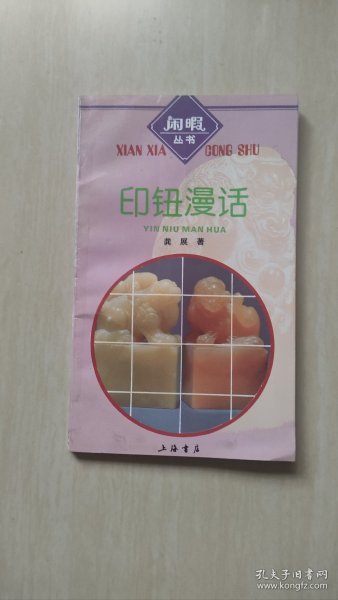 闲暇
丛书
XIAN XIA CONG SHU
印钮漫话
YIN NIU MAN HUA
龚展 著
上海书店
孔夫子旧书网
www.kongfz.com